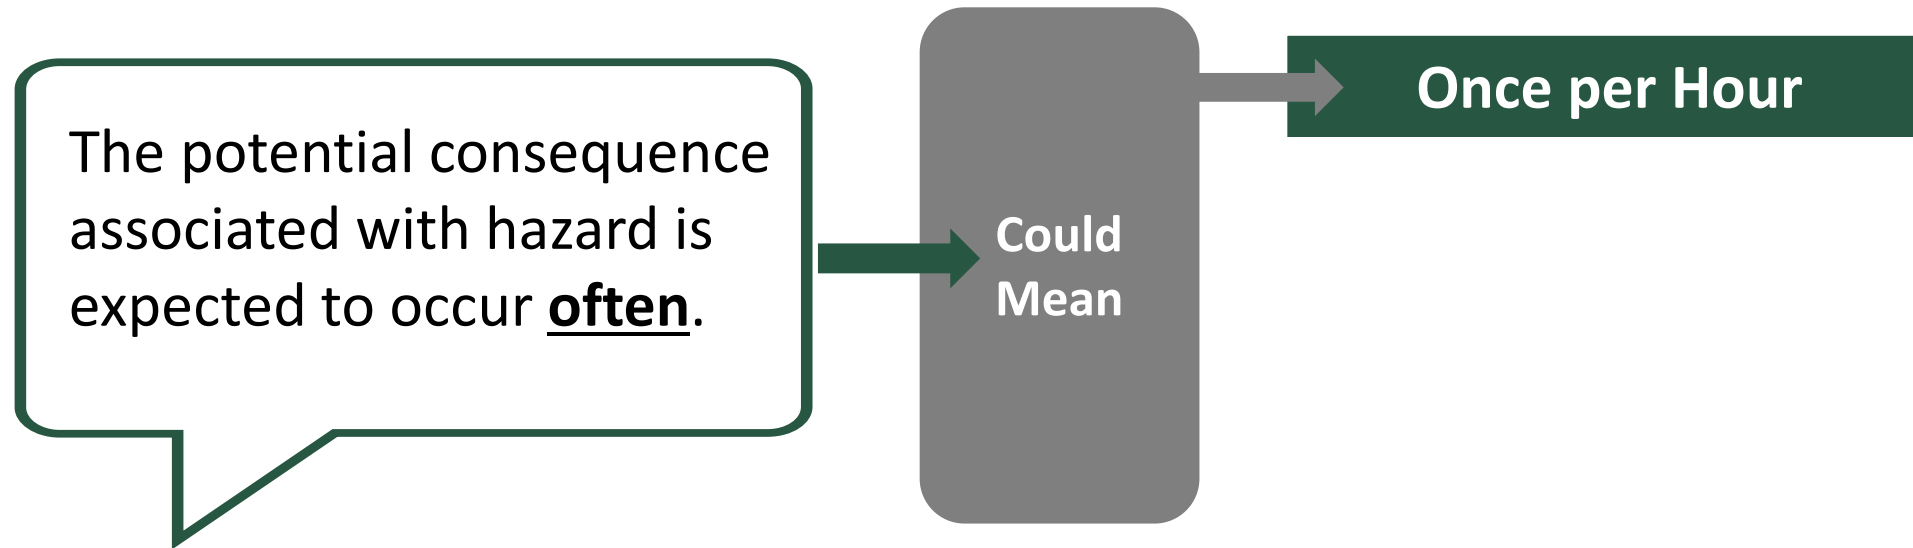 The potential consequence
associated with hazard is
expected to occur often.
Could
Mean
Once per Hour